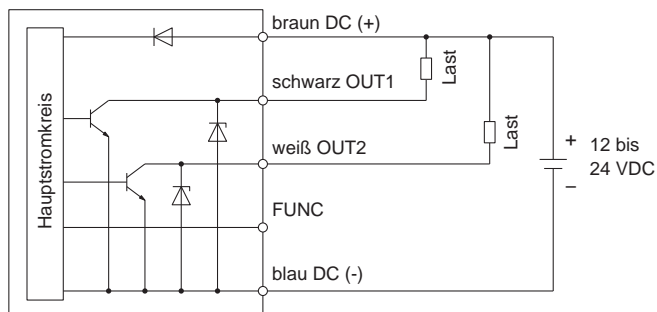 braun DC (+)
schwarz OUT1
Last
weiß OUT2
Last
Hauptstromkreis
FUNC
blau DC (-)
+
12 bis
24 VDC
−